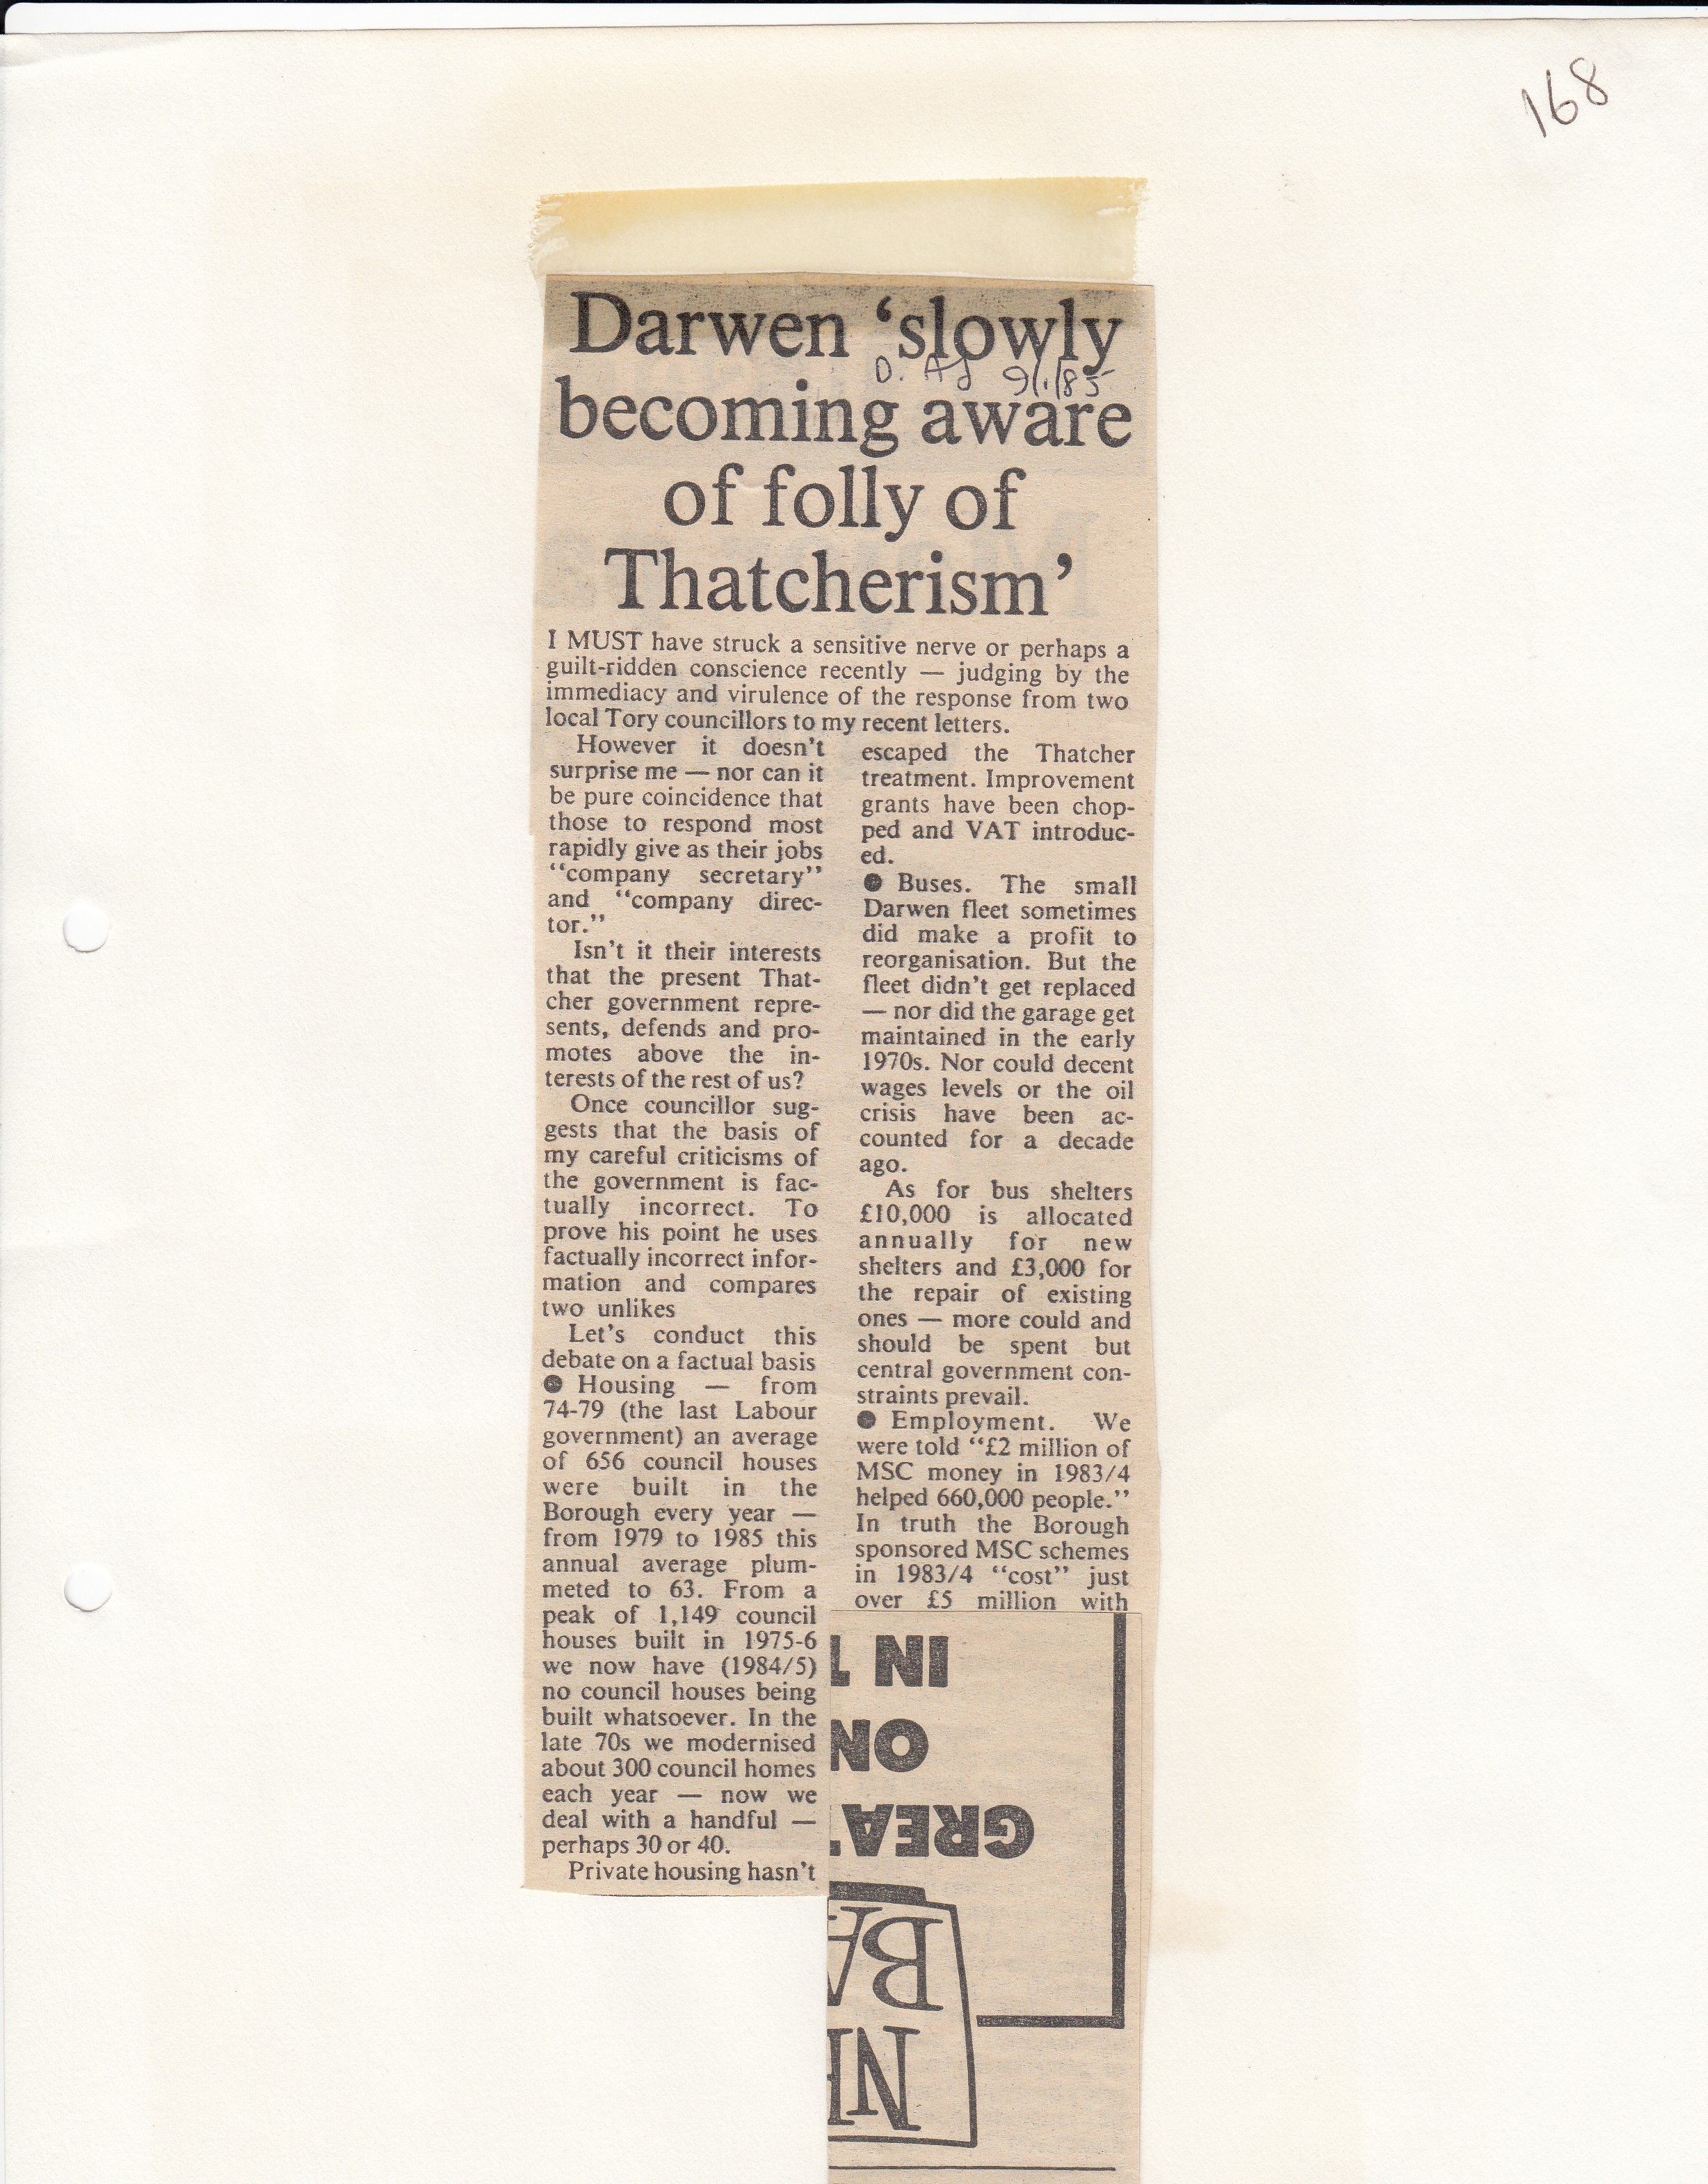 168
Darwen ‘slowly
D. Ad 9/1/85
becoming aware
of folly of
Thatcherism’
I MUST have struck a sensitive nerve or perhaps a
guilt-ridden conscience recently — judging by the
immediacy and virulence of the response from two
local Tory councillors to my recent letters.
However it doesn’t
surprise me — nor can it
be pure coincidence that
those to respond most
rapidly give as their jobs
“company secretary”
and “company direc-
tor.”
Isn’t it their interests
that the present That-
cher government repre-
sents, defends and pro-
motes above the in-
terests of the rest of us?
Once councillor sug-
gests that the basis of
my careful criticisms of
the government is fac-
tually incorrect. To
prove his point he uses
factually incorrect infor-
mation and compares
two unlikes
Let’s conduct this
debate on a factual basis
● Housing — from
74-79 (the last Labour
government) an average
of 656 council houses
were built in the
Borough every year —
from 1979 to 1985 this
annual average plum-
meted to 63. From a
peak of 1,149 council
houses built in 1975-6
we now have (1984/5)
no council houses being
built whatsoever. In the
late 70s we modernised
about 300 council homes
each year — now we
deal with a handful —
perhaps 30 or 40.
Private housing hasn’t
escaped the Thatcher
treatment. Improvement
grants have been chop-
ped and VAT introduc-
ed.
● Buses. The small
Darwen fleet sometimes
did make a profit to
reorganisation. But the
fleet didn’t get replaced
— nor did the garage get
maintained in the early
1970s. Nor could decent
wages levels or the oil
crisis have been ac-
counted for a decade
ago.
As for bus shelters
£10,000 is allocated
annually for new
shelters and £3,000 for
the repair of existing
ones — more could and
should be spent but
central government con-
straints prevail.
● Employment. We
were told “£2 million of
MSC money in 1983/4
helped 660,000 people.”
In truth the Borough
sponsored MSC schemes
in 1983/4 “cost” just
over £5 million with
IN
ON
GREA
BA